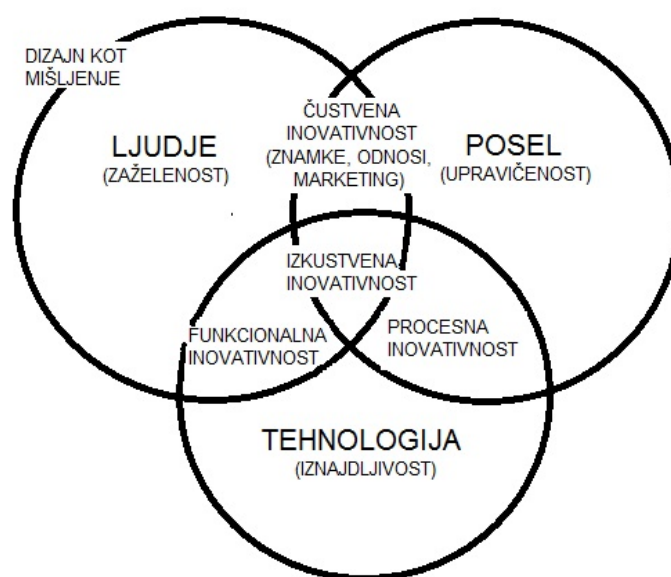 DIZAJN KOT
MIŠLJENJE
LJUDJE
(ZAŽELENOST)
ČUSTVENA
INOVATIVNOST
(ZNAMKE, ODNOSI,
MARKETING)
POSEL
(UPRAVIČENOST)
IZKUSTVENA
INOVATIVNOST
FUNKCIONALNA
INOVATIVNOST
PROCESNA
INOVATIVNOST
TEHNOLOGIJA
(IZNAJDLJIVOST)